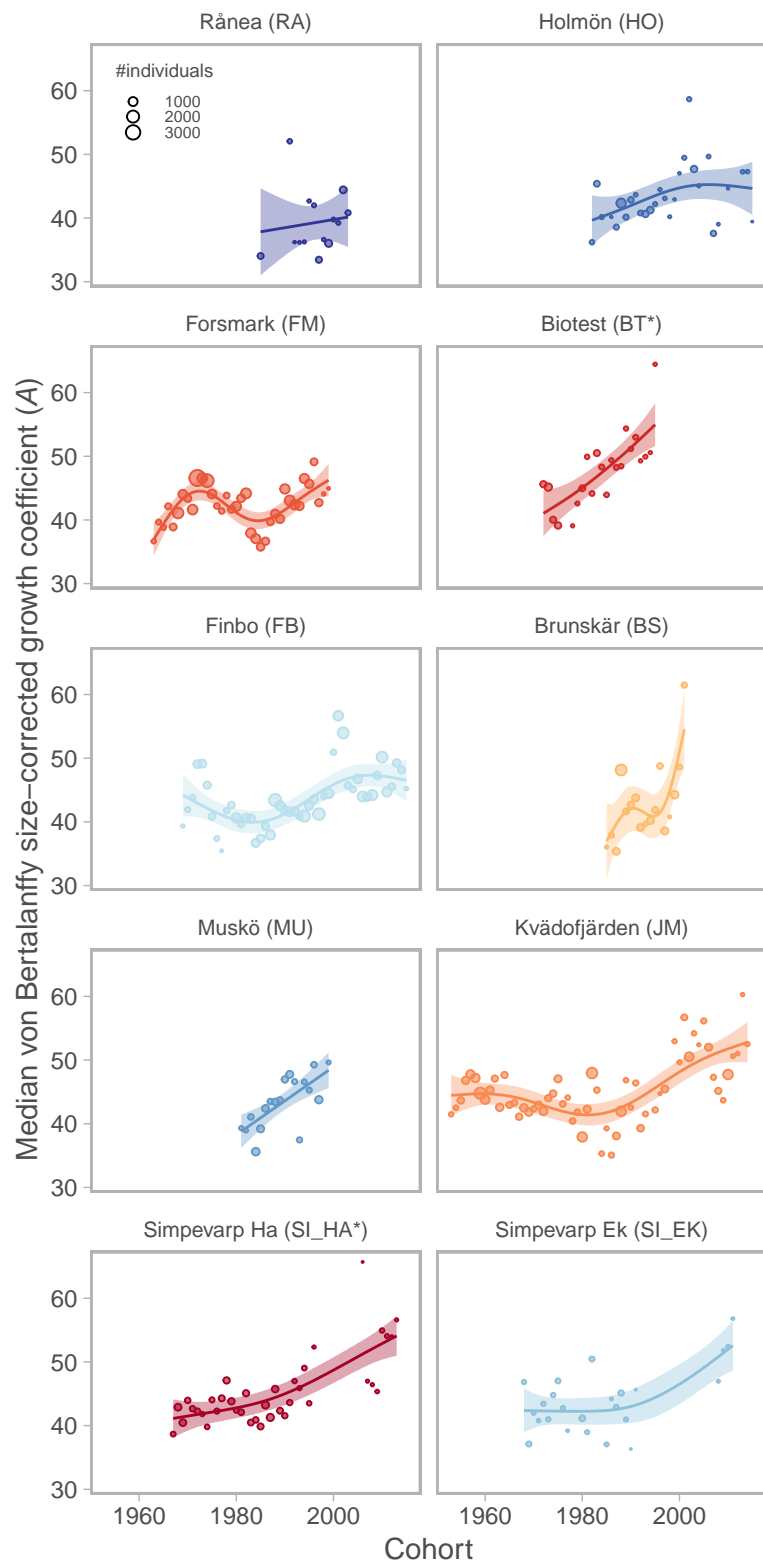 Rånea (RA)
Holmön (HO)
#individuals
1000
2000
3000
60
50
40
30
Forsmark (FM)
Biotest (BT*)
60
50
40
30
Finbo (FB)
Brunskär (BS)
60
50
40
30
Muskö (MU)
Kvädofjärden (JM)
60
50
40
30
Simpevarp Ha (SI_HA*)
Simpevarp Ek (SI_EK)
60
50
40
30
1960 1980 2000 1960 1980 2000
Cohort
Median von Bertalanffy size−corrected growth coefficient (A)